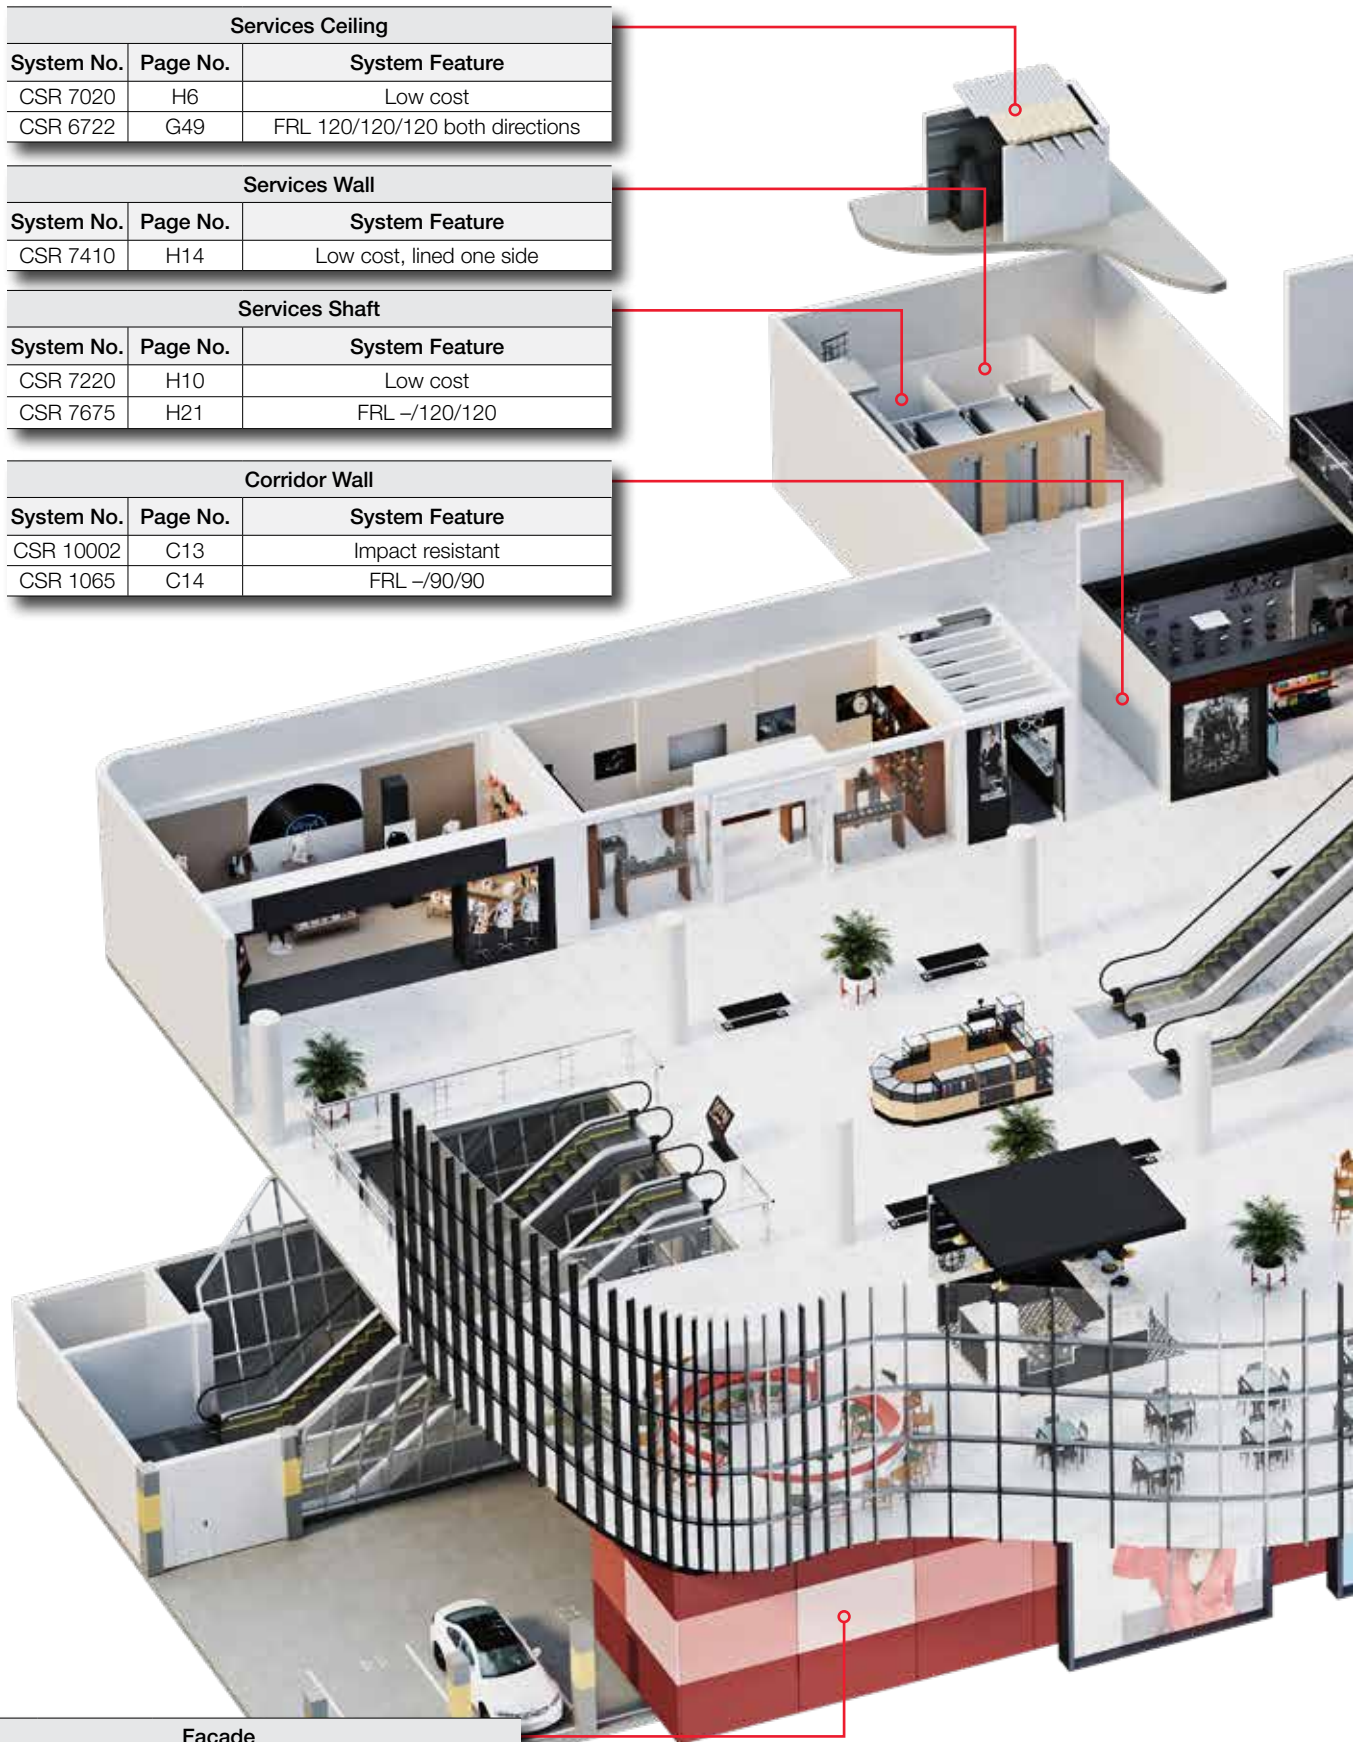 Services Ceiling
System No. Page No. System Feature
CSR 7020 H6 Low cost
CSR 6722 G49 FRL 120/120/120 both directions
Services Wall
System No. Page No. System Feature
CSR 7410 H14 Low cost, lined one side
Services Shaft
System No. Page No. System Feature
CSR 7220 H10 Low cost
CSR 7675 H21 FRL –/120/120
Corridor Wall
System No. Page No. System Feature
CSR 10002 C13 Impact resistant
CSR 1065 C14 FRL –/90/90
Facade